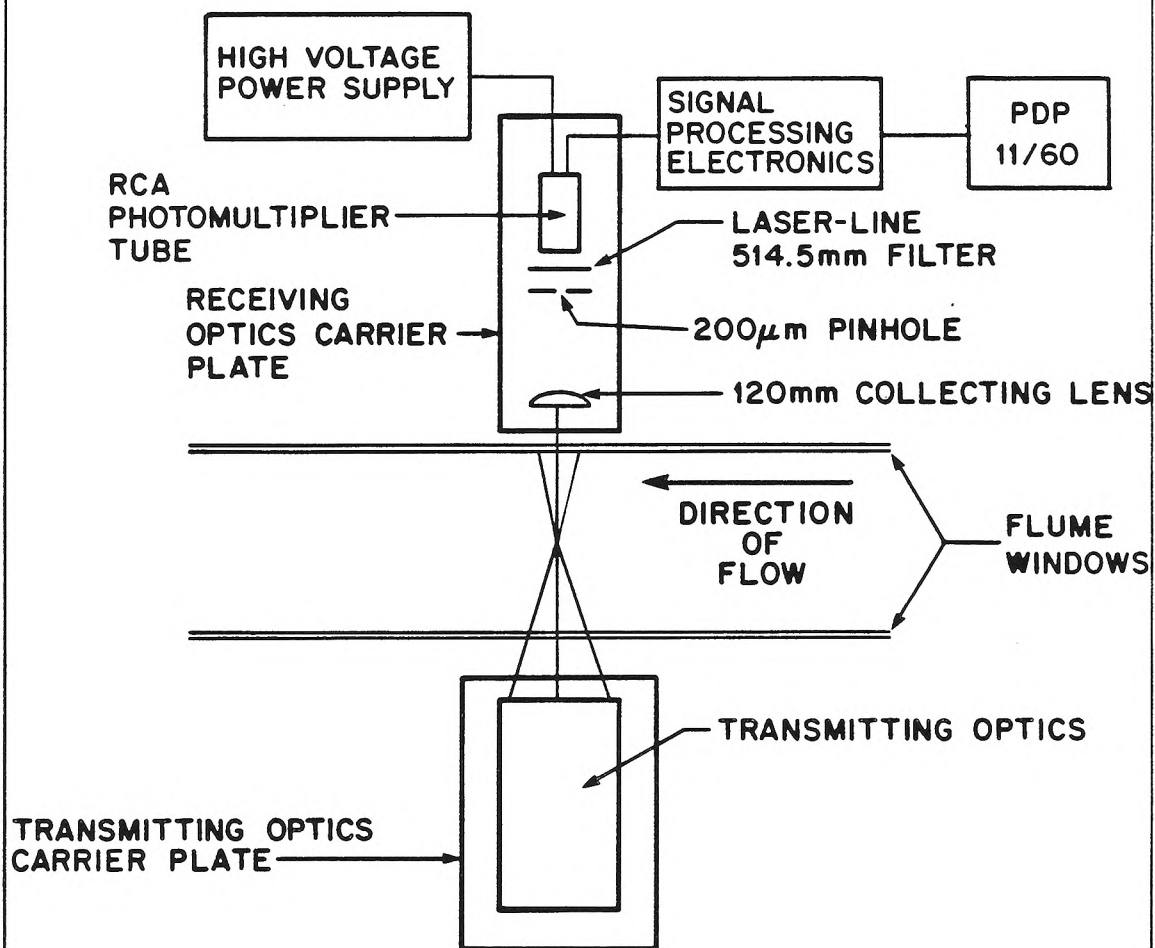 HIGH VOLTAGE
POWER SUPPLY
SIGNAL
PROCESSING
ELECTRONICS
PDP
11/60
RCA
PHOTOMULTIPLIER
TUBE
LASER-LINE
514.5mm FILTER
RECEIVING
OPTICS CARRIER
PLATE
200μm PINHOLE
120mm COLLECTING LENS
DIRECTION
OF
FLOW
FLUME
WINDOWS
TRANSMITTING OPTICS
TRANSMITTING OPTICS
CARRIER PLATE